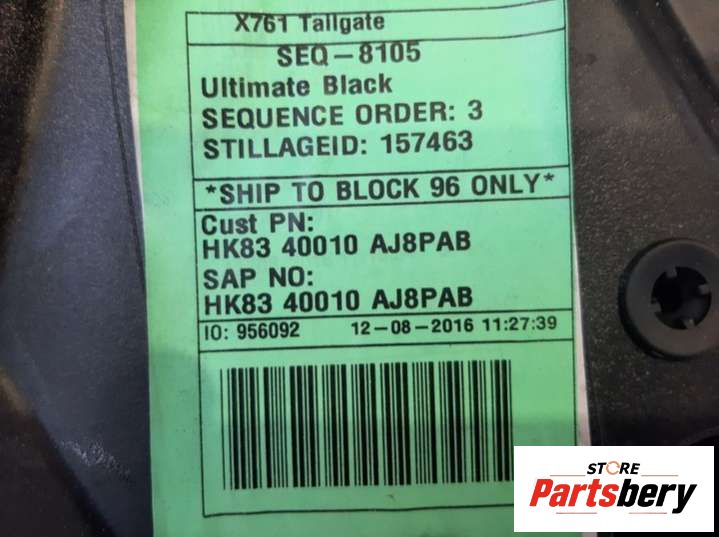 X761 Tailgate
SEQ-8105
Ultimate Black
SEQUENCE ORDER: 3
STILLAGEID: 157463
*SHIP TO BLOCK 96 ONLY*
Cust PN:
HK83 40010 AJ8PAB
SAP NO:
HK83 40010 AJ8PAB
IO: 956092 12-08-2016 11:27:39
STORE
Partsbery